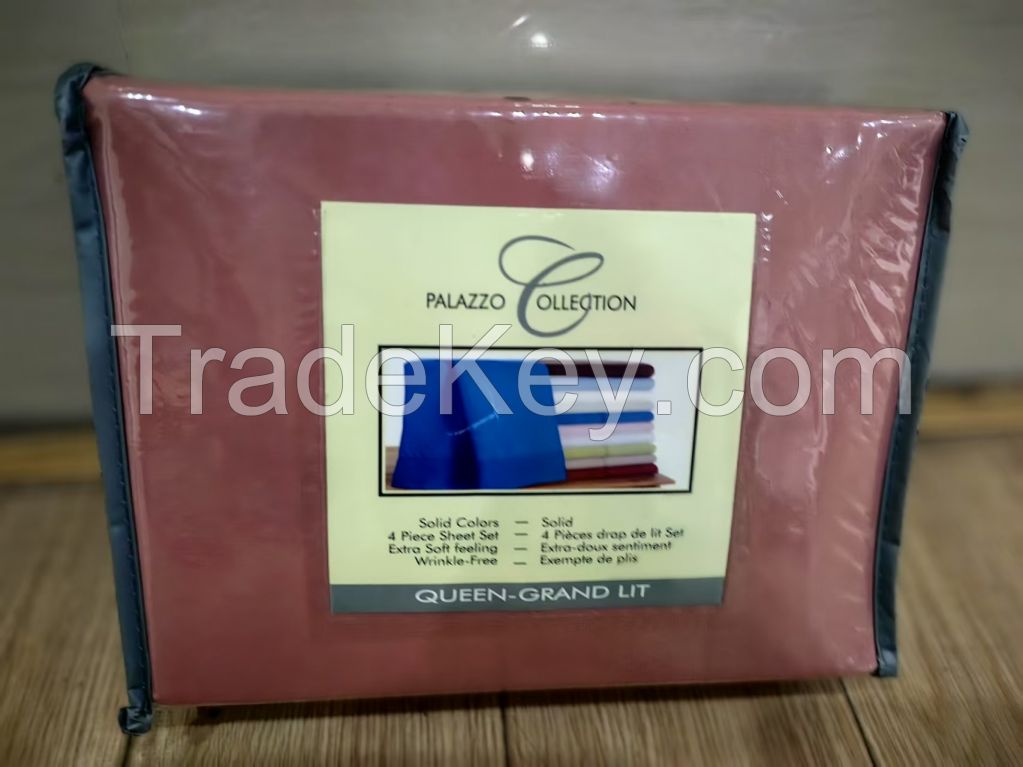 PALAZZO COLLECTION
TradeKey.com
Solid Colors — Solid
4 Piece Sheet Set — 4 Pièces drap de lit Set
Extra Soft feeling — Extra-doux sentiment
Wrinkle-Free — Exempte de plis
QUEEN-GRAND LIT